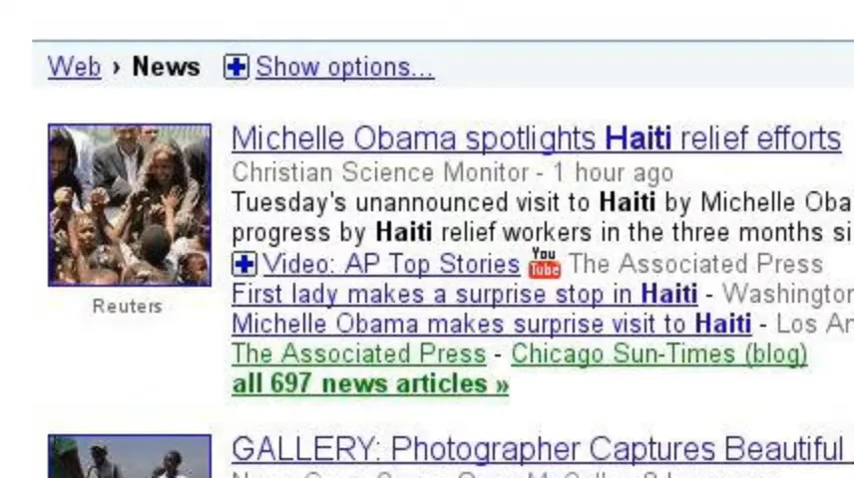 Web › News Show options...
Michelle Obama spotlights Haiti relief efforts
Christian Science Monitor - 1 hour ago
Tuesday's unannounced visit to Haiti by Michelle Oba
progress by Haiti relief workers in the three months si
Video: AP Top Stories You Tube The Associated Press
First lady makes a surprise stop in Haiti - Washington
Michelle Obama makes surprise visit to Haiti - Los An
The Associated Press - Chicago Sun-Times (blog)
all 697 news articles »
Reuters
GALLERY: Photographer Captures Beautiful